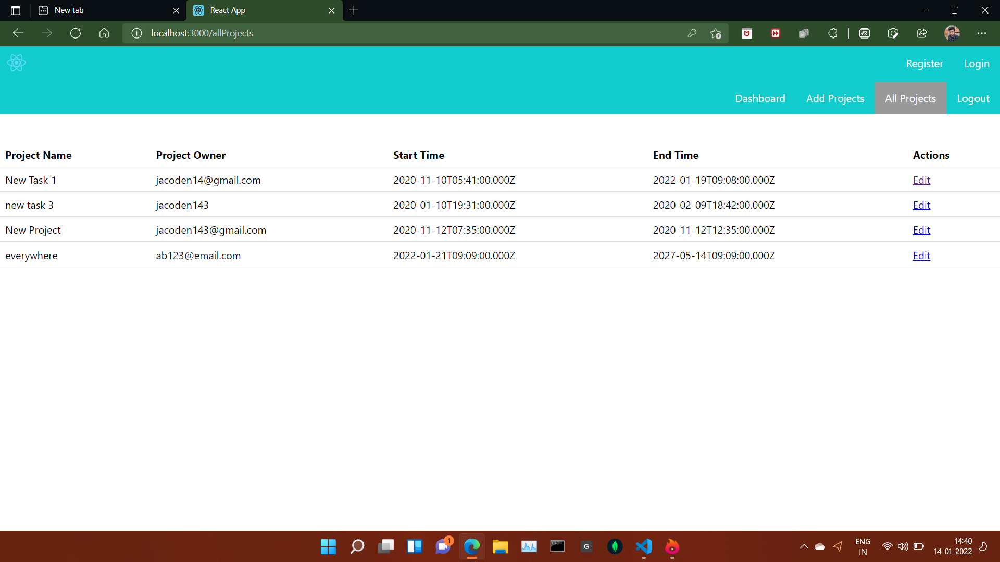 New tab
React App
localhost:3000/allProjects
Register Login
Dashboard Add Projects All Projects Logout
Project Name Project Owner Start Time End Time Actions
New Task 1 jacoden14@gmail.com 2020-11-10T05:41:00.000Z 2022-01-19T09:08:00.000Z Edit
new task 3 jacoden143 2020-01-10T19:31:00.000Z 2020-02-09T18:42:00.000Z Edit
New Project jacoden143@gmail.com 2020-11-12T07:35:00.000Z 2020-11-12T12:35:00.000Z Edit
everywhere ab123@email.com 2022-01-21T09:09:00.000Z 2027-05-14T09:09:00.000Z Edit
1
G
ENG
IN
14:40
14-01-2022